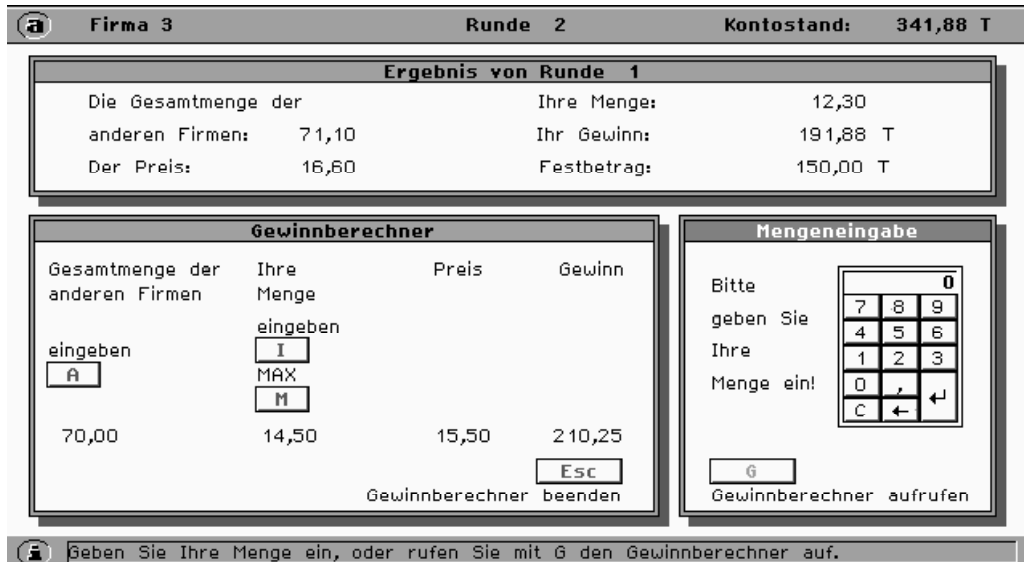 a Firma 3 Runde 2 Kontostand: 341,88 T
Ergebnis von Runde 1
Die Gesamtmenge der Ihre Menge: 12,30
anderen Firmen: 71,10 Ihr Gewinn: 191,88 T
Der Preis: 16,60 Festbetrag: 150,00 T
Gewinnberechner
Gesamtmenge der Ihre Preis Gewinn
anderen Firmen Menge
eingeben
eingeben I
A MAX
M
70,00 14,50 15,50 210,25
Esc
Gewinnberechner beenden
Mengeneingabe
Bitte
geben Sie
Ihre
Menge ein!
0
7 8 9
4 5 6
1 2 3
0 , ↵
C ←
G
Gewinnberechner aufrufen
i Geben Sie Ihre Menge ein, oder rufen Sie mit G den Gewinnberechner auf.